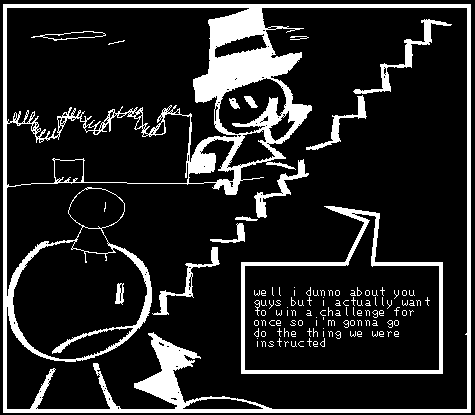 well i dunno about you
guys but i actually want
to win a challenge for
once so i'm gonna go
do the thing we were
instructed